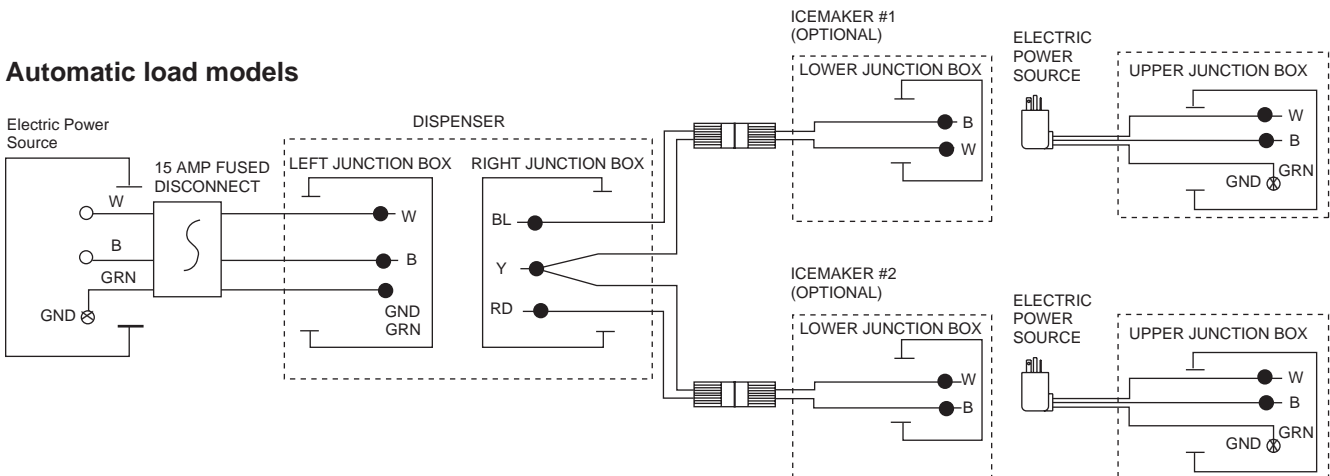 Automatic load models
Electric Power
Source
W
B
GRN
GND
15 AMP FUSED
DISCONNECT
DISPENSER
LEFT JUNCTION BOX
W
B
GND
GRN
RIGHT JUNCTION BOX
BL
Y
RD
ICEMAKER #1
(OPTIONAL)
LOWER JUNCTION BOX
B
W
ELECTRIC
POWER
SOURCE
UPPER JUNCTION BOX
W
B
GRN
GND
ICEMAKER #2
(OPTIONAL)
LOWER JUNCTION BOX
W
B
ELECTRIC
POWER
SOURCE
UPPER JUNCTION BOX
W
B
GRN
GND